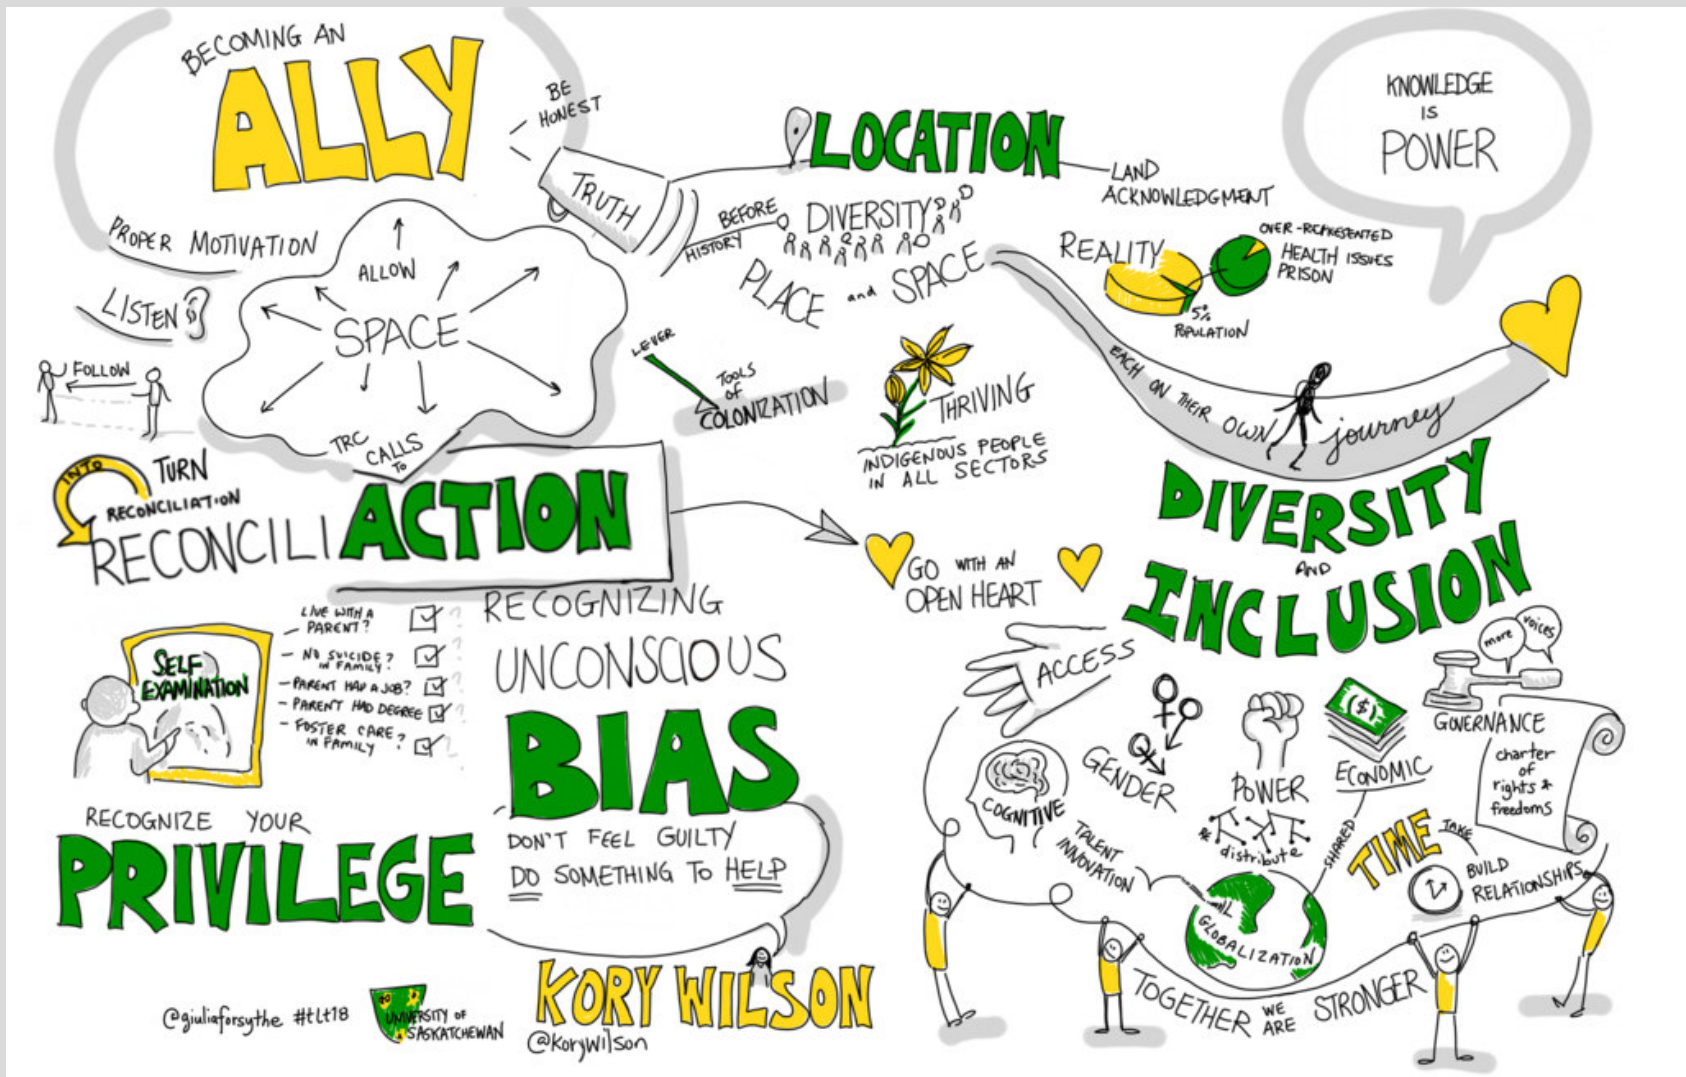 BECOMING AN
ALLY
BE
HONEST
TRUTH
PROPER MOTIVATION
LISTEN
FOLLOW
ALLOW
SPACE
TRC
CALLS
TO
INTO
TURN
RECONCILIATION
RECONCILIACTION
LOCATION
LAND
ACKNOWLEDGMENT
BEFORE
HISTORY
DIVERSITY
PLACE and SPACE
LEVER
TOOLS
OF
COLONIZATION
THRIVING
INDIGENOUS PEOPLE
IN ALL SECTORS
REALITY
OVER-REPRESENTED
HEALTH ISSUES
PRISON
5%
POPULATION
KNOWLEDGE
IS
POWER
EACH ON THEIR OWN journey
GO WITH AN
OPEN HEART
DIVERSITY
AND
INCLUSION
SELF
EXAMINATION
- LIVE WITH A
PARENT?
- NO SUICIDE?
IN FAMILY?
- PARENT HAD A JOB?
- PARENT HAD DEGREE
- FOSTER CARE?
IN FAMILY
RECOGNIZE YOUR
PRIVILEGE
RECOGNIZING
UNCONSCIOUS
BIAS
DON'T FEEL GUILTY
DO SOMETHING TO HELP
KORY WILSON
@korywilson
@giuliaforsythe #tlt18
UNIVERSITY OF
SASKATCHEWAN
ACCESS
COGNITIVE
GENDER
POWER
Re
distribute
($)
ECONOMIC
SHARED
more
voices
GOVERNANCE
charter
of
rights &
freedoms
TALENT
INNOVATION
GLOBALIZATION
TAKE
TIME
BUILD
RELATIONSHIPS
TOGETHER WE
ARE
STRONGER